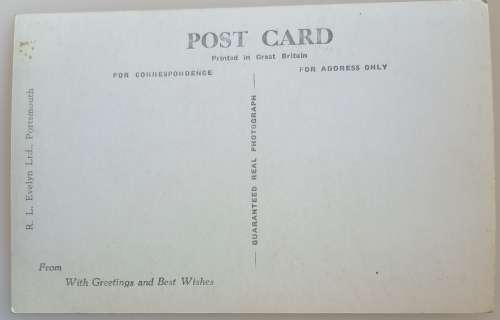 POST CARD
Printed in Great Britain
FOR CORRESPONDENCE
FOR ADDRESS ONLY
R. L. Evelyn Ltd., Portsmouth
GUARANTEED REAL PHOTOGRAPH
From
With Greetings and Best Wishes